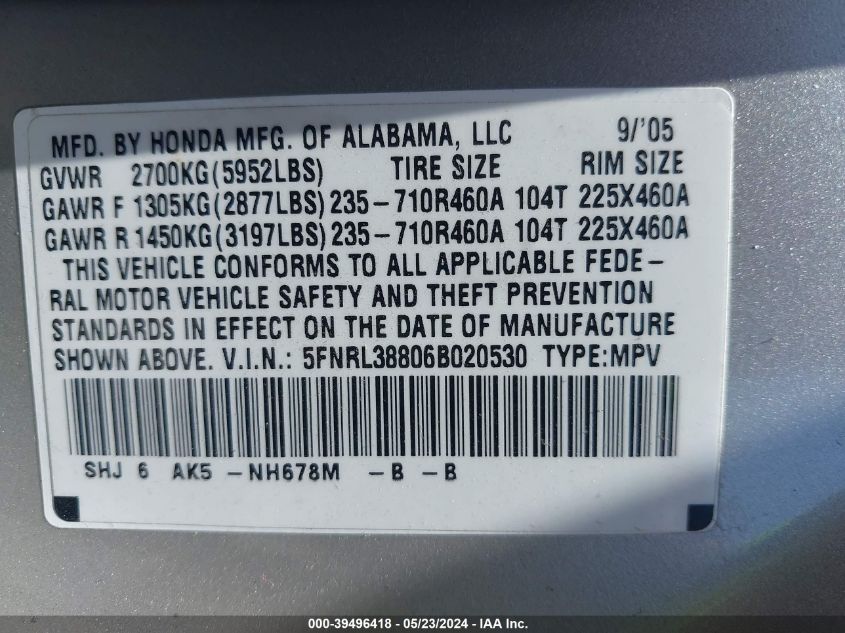 MFD. BY HONDA MFG. OF ALABAMA, LLC 9/'05
GVWR 2700KG(5952LBS) TIRE SIZE RIM SIZE
GAWR F 1305KG(2877LBS) 235-710R460A 104T 225X460A
GAWR R 1450KG(3197LBS) 235-710R460A 104T 225X460A
THIS VEHICLE CONFORMS TO ALL APPLICABLE FEDE-
RAL MOTOR VEHICLE SAFETY AND THEFT PREVENTION
STANDARDS IN EFFECT ON THE DATE OF MANUFACTURE
SHOWN ABOVE. V.I.N.: 5FNRL38806B020530 TYPE:MPV
SHJ 6 AK5 -NH678M -B -B
000-39496418 - 05/23/2024 - IAA Inc.